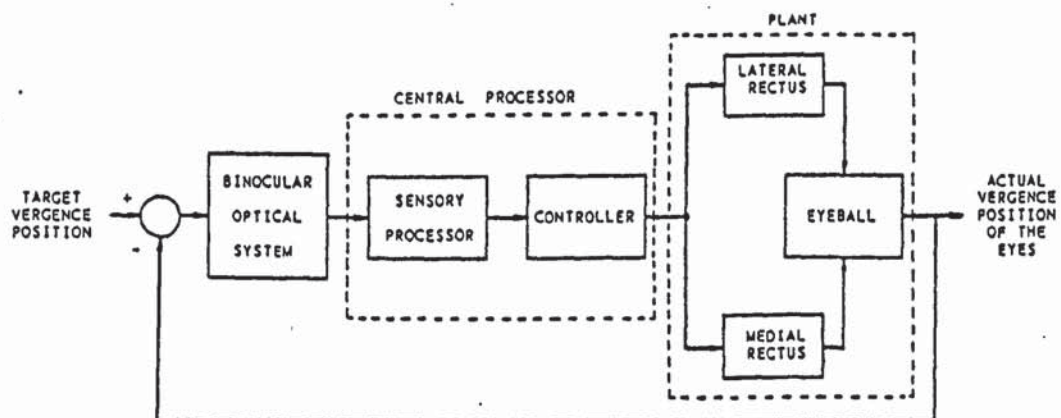 PLANT
LATERAL
RECTUS
CENTRAL PROCESSOR
BINOCULAR
OPTICAL
SYSTEM
SENSORY
PROCESSOR
CONTROLLER
EYEBALL
TARGET
VERGENCE
POSITION
+
-
ACTUAL
VERGENCE
POSITION
OF THE
EYES
MEDIAL
RECTUS